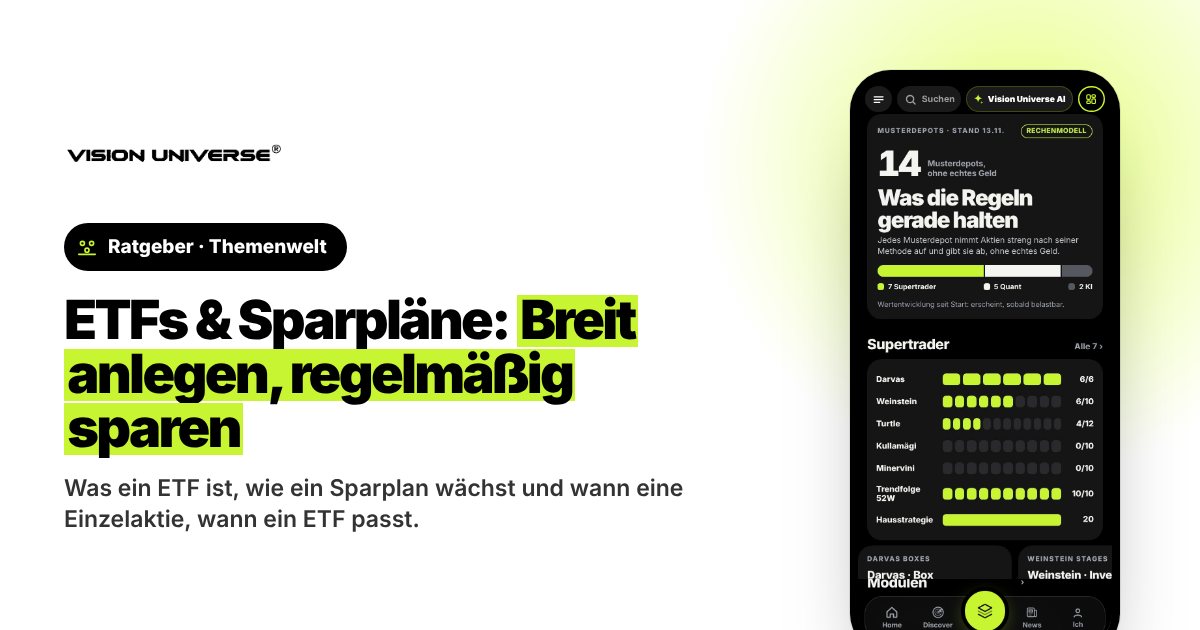 VISION UNIVERSE®
Ratgeber · Themenwelt
ETFs & Sparpläne: Breit
anlegen, regelmäßig
sparen
Was ein ETF ist, wie ein Sparplan wächst und wann eine
Einzelaktie, wann ein ETF passt.
Suchen
Vision Universe AI
MUSTERDEPOTS · STAND 13.11.
RECHENMODELL
14 Musterdepots,
ohne echtes Geld
Was die Regeln
gerade halten
Jedes Musterdepot nimmt Aktien streng nach seiner
Methode auf und gibt sie ab, ohne echtes Geld.
7 Supertrader 5 Quant 2 KI
Wertentwicklung seit Start: erscheint, sobald belastbar.
Supertrader Alle 7 ›
Darvas 6/6
Weinstein 6/10
Turtle 4/12
Kullamägi 0/10
Minervini 0/10
Trendfolge
52W 10/10
Hausstrategie 20
DARVAS BOXES
Darvas · Box
WEINSTEIN STAGES
Weinstein · Inve
Modulen ›
Home Discover News Ich